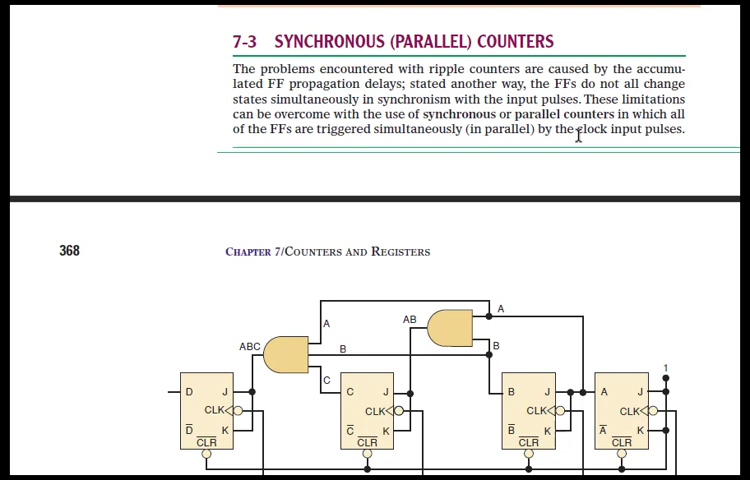 7-3 SYNCHRONOUS (PARALLEL) COUNTERS
The problems encountered with ripple counters are caused by the accumu-
lated FF propagation delays; stated another way, the FFs do not all change
states simultaneously in synchronism with the input pulses. These limitations
can be overcome with the use of synchronous or parallel counters in which all
of the FFs are triggered simultaneously (in parallel) by the clock input pulses.
368 CHAPTER 7/COUNTERS AND REGISTERS
A
A AB
ABC B B
C 1
D J C J B J A J
CLK CLK CLK CLK
D̅ K C̅ K B̅ K A̅ K
C̅L̅R̅ C̅L̅R̅ C̅L̅R̅ C̅L̅R̅